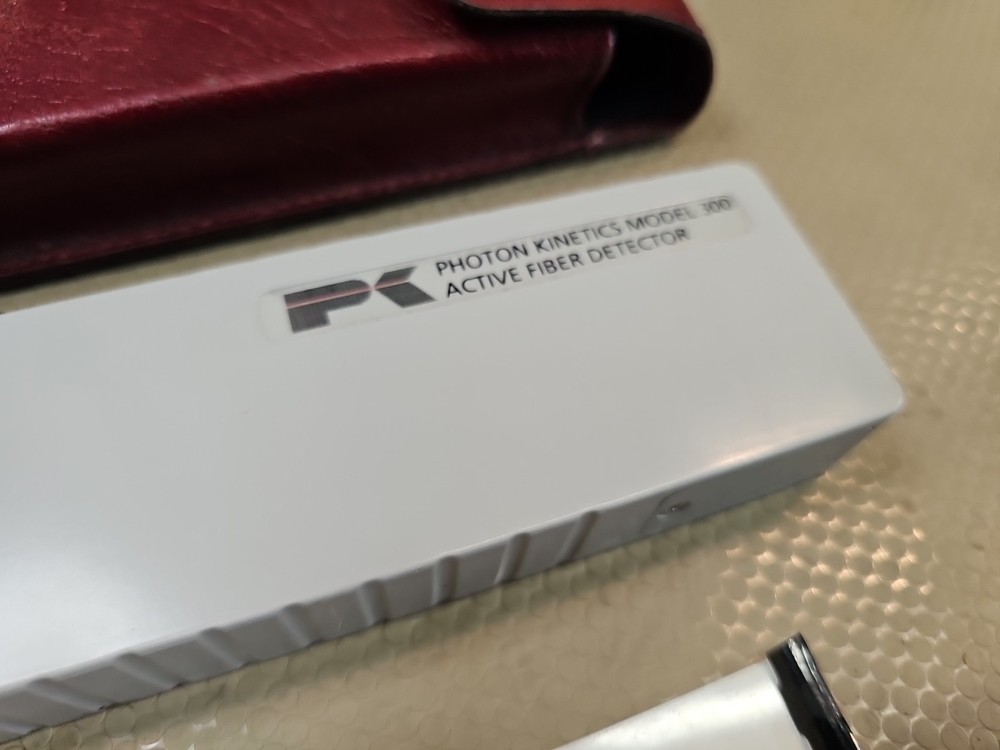 PK
PHOTON KINETICS MODEL 300
ACTIVE FIBER DETECTOR